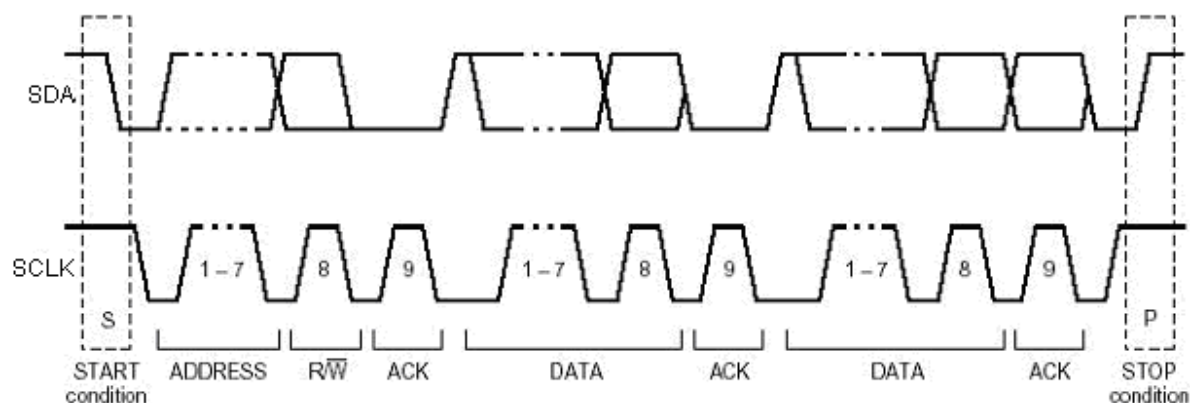 SDA
SCLK
1 – 7 8 9 1 – 7 8 9 1 – 7 8 9
S P
START ADDRESS R/W̅ ACK DATA ACK DATA ACK STOP
condition condition